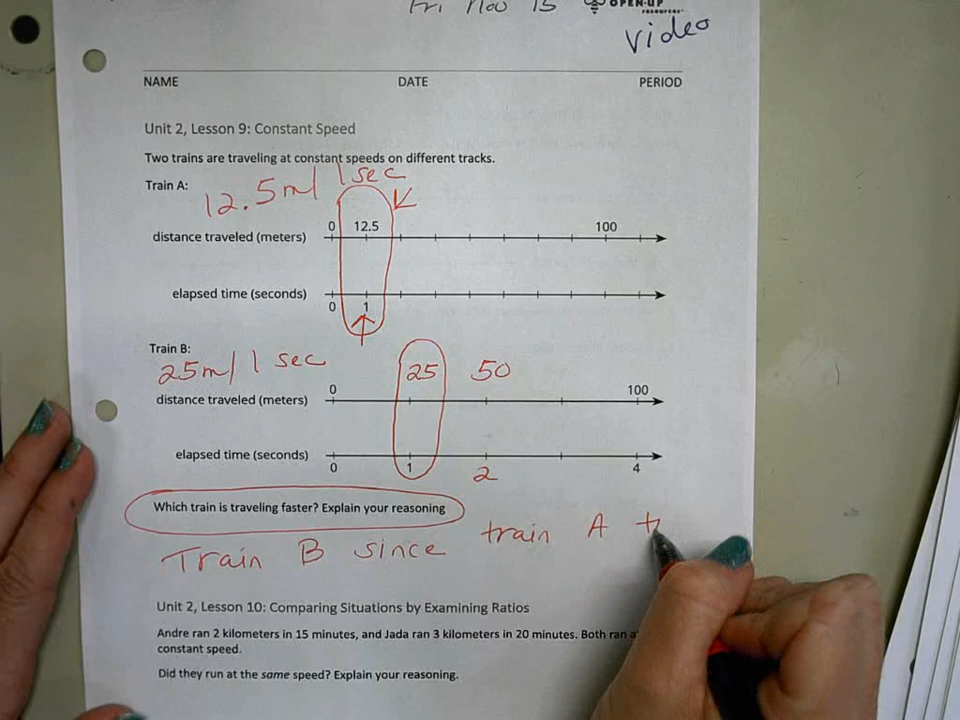 Fri Nov 15 OPEN-UP
resources
Video
NAME DATE PERIOD
Unit 2, Lesson 9: Constant Speed
Two trains are traveling at constant speeds on different tracks.
Train A:
12.5m/ 1 sec
0 12.5 100
distance traveled (meters)
elapsed time (seconds)
0 1
Train B:
25m/ 1 sec 25 50
0 100
distance traveled (meters)
elapsed time (seconds)
0 1 2 4
Which train is traveling faster? Explain your reasoning
Train B since train A t
Unit 2, Lesson 10: Comparing Situations by Examining Ratios
Andre ran 2 kilometers in 15 minutes, and Jada ran 3 kilometers in 20 minutes. Both ran a
constant speed.
Did they run at the same speed? Explain your reasoning.